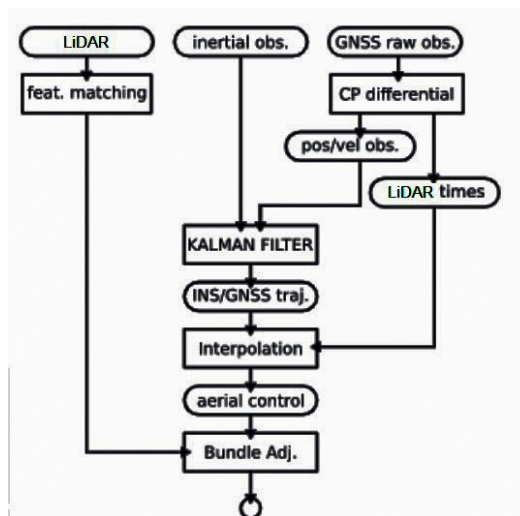 LiDAR
inertial obs.
GNSS raw obs.
feat. matching
CP differential
pos/vel obs.
LiDAR times
KALMAN FILTER
INS/GNSS traj.
Interpolation
aerial control
Bundle Adj.